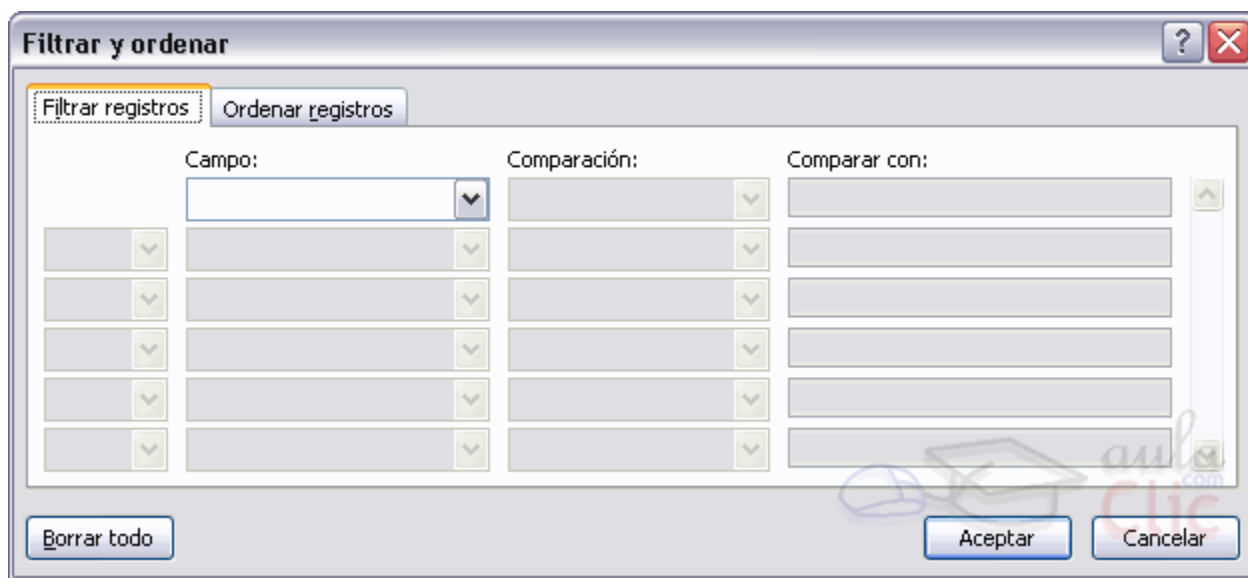 Filtrar y ordenar
Filtrar registros Ordenar registros
Campo: Comparación: Comparar con:
aula
.com
Clic
Borrar todo Aceptar Cancelar